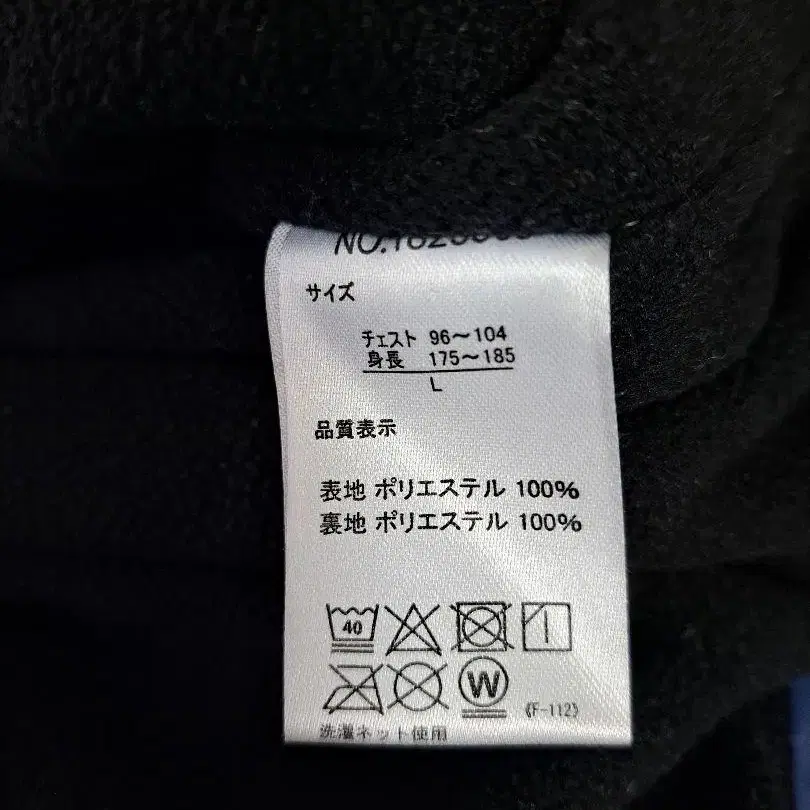 サイズ
チェスト 96～104
身長 175～185
L
品質表示
表地 ポリエステル 100%
裏地 ポリエステル 100%
40
W (F-112)
洗濯ネット使用